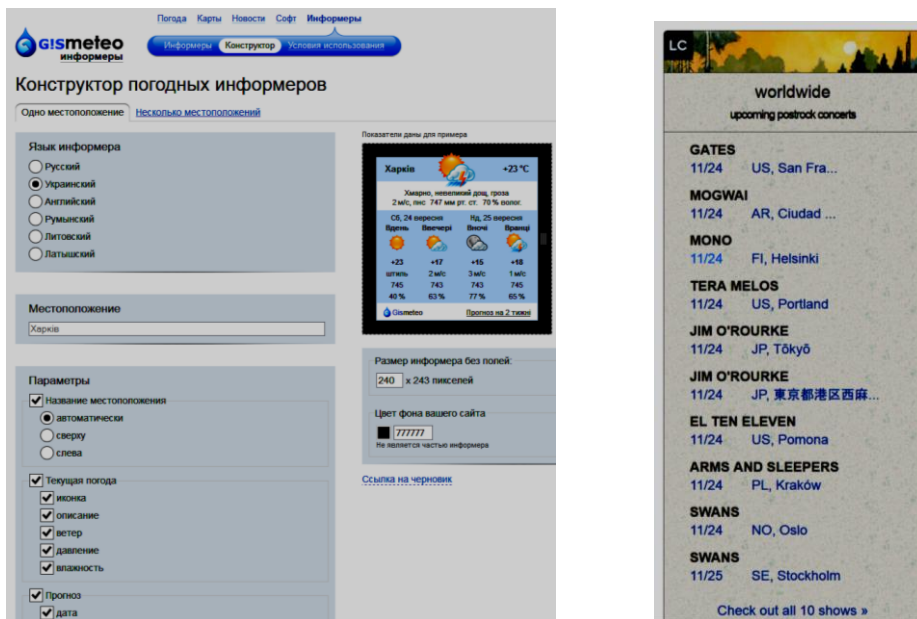 Погода Карты Новости Софт Информеры
GISmeteo
информеры
Информеры Конструктор Условия использования
Конструктор погодных информеров
Одно местоположение Несколько местоположений
Язык информера
Русский
Украинский
Английский
Румынский
Литовский
Латышский
Местоположение
Харків
Параметры
Название местоположения
автоматически
сверху
слева
Текущая погода
иконка
описание
ветер
давление
влажность
Прогноз
дата
Показатели даны для примера
Харків +23 °C
Хмарно, невеликий дощ, гроза
2 м/с, пнс 747 мм рт. ст. 70 % волог.
Сб, 24 вересня Нд, 25 вересня
Вдень Ввечері Вночі Вранці
+23 +17 +15 +18
штиль 2 м/с 3 м/с 1 м/с
745 743 743 745
40 % 63 % 77 % 65 %
Gismeteo Прогноз на 2 тижні
Размер информера без полей:
240 x 243 пикселей
Цвет фона вашего сайта
777777
Не является частью информера
Ссылка на черновик
LC
worldwide
upcoming postrock concerts
GATES
11/24 US, San Fra...
MOGWAI
11/24 AR, Ciudad ...
MONO
11/24 FI, Helsinki
TERA MELOS
11/24 US, Portland
JIM O'ROURKE
11/24 JP, Tōkyō
JIM O'ROURKE
11/24 JP, 東京都港区西麻...
EL TEN ELEVEN
11/24 US, Pomona
ARMS AND SLEEPERS
11/24 PL, Kraków
SWANS
11/24 NO, Oslo
SWANS
11/25 SE, Stockholm
Check out all 10 shows »